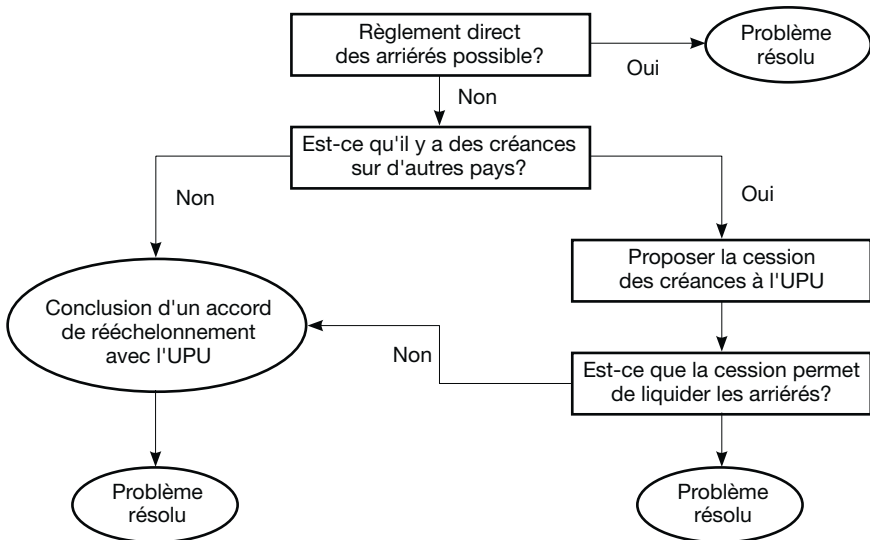 Règlement direct
des arriérés possible?
Oui
Problème
résolu
Non
Est-ce qu'il y a des créances
sur d'autres pays?
Non
Oui
Proposer la cession
des créances à l'UPU
Conclusion d'un accord
de rééchelonnement
avec l'UPU
Non
Est-ce que la cession permet
de liquider les arriérés?
Problème
résolu
Problème
résolu